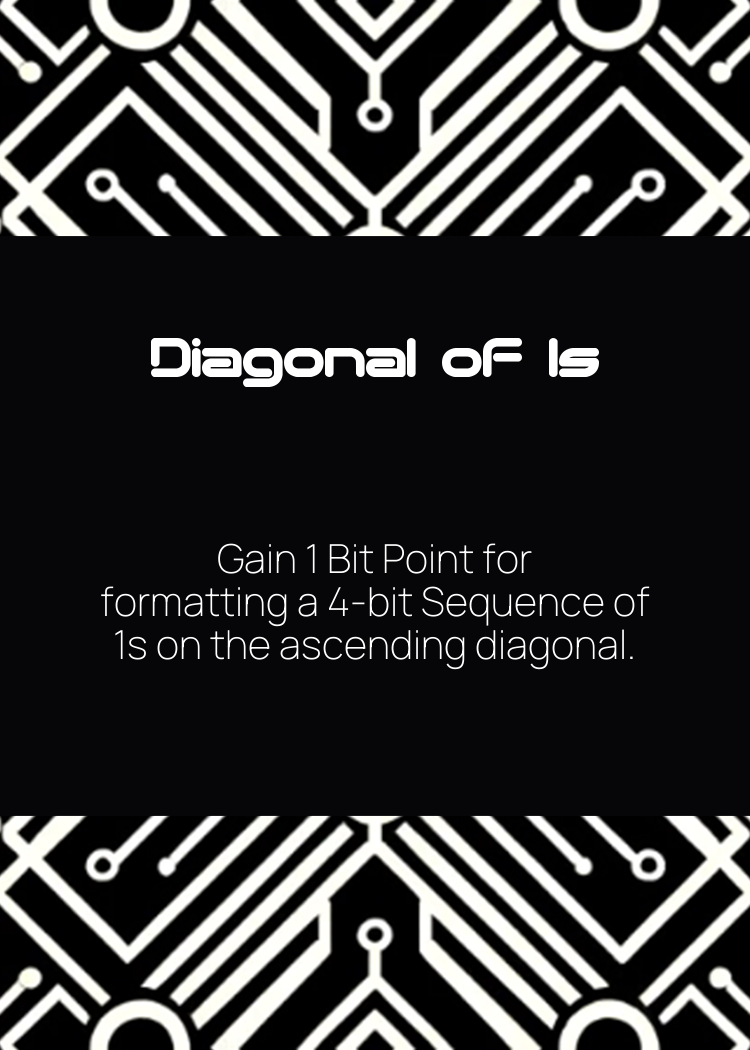 Diagonal of 1s
Gain 1 Bit Point for
formatting a 4-bit Sequence of
1s on the ascending diagonal.